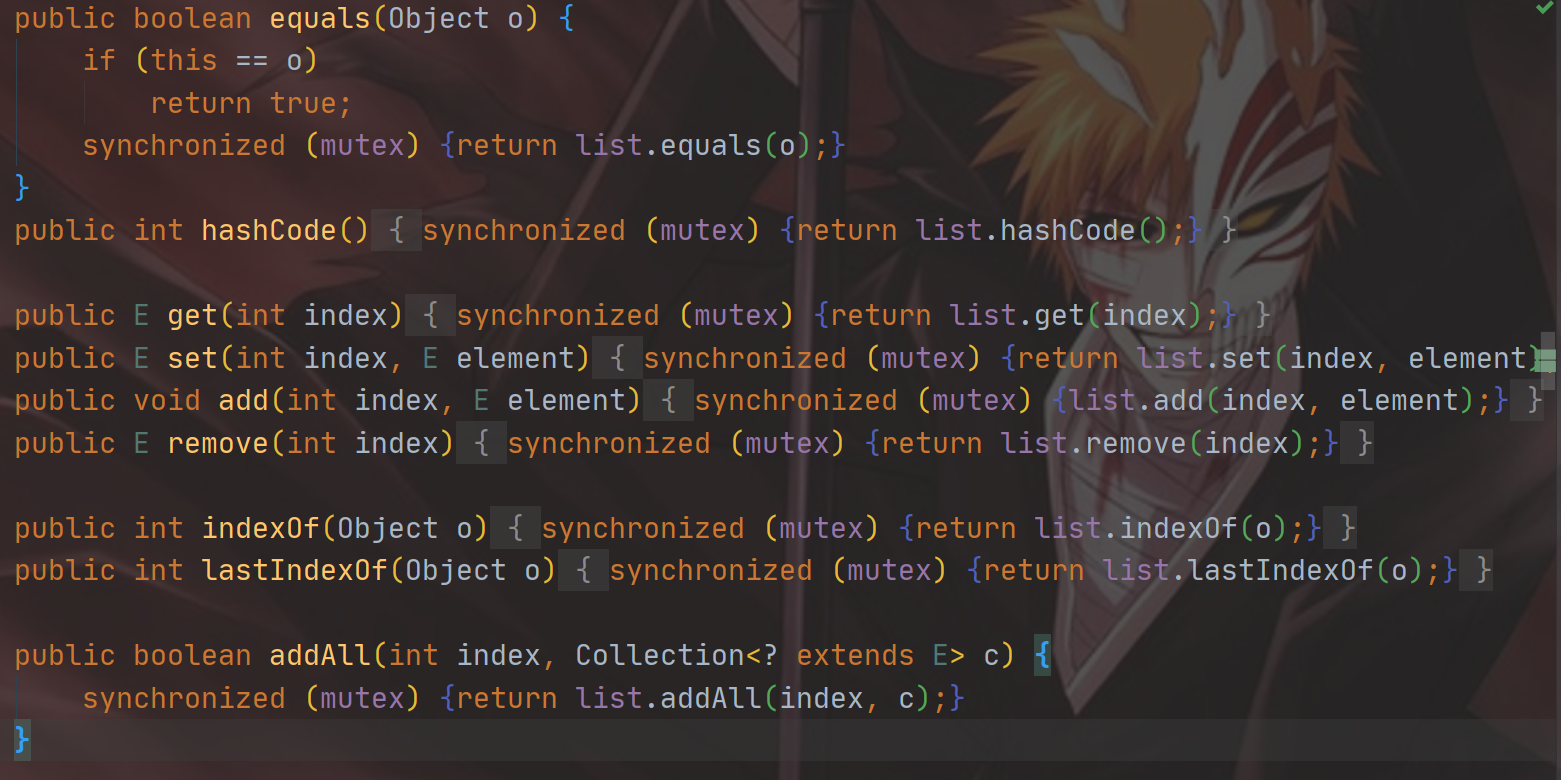 public boolean equals(Object o) {
    if (this == o)
        return true;
    synchronized (mutex) {return list.equals(o);}
}
public int hashCode() { synchronized (mutex) {return list.hashCode();} }

public E get(int index) { synchronized (mutex) {return list.get(index);} }
public E set(int index, E element) { synchronized (mutex) {return list.set(index, element)
public void add(int index, E element) { synchronized (mutex) {list.add(index, element);} }
public E remove(int index) { synchronized (mutex) {return list.remove(index);} }

public int indexOf(Object o) { synchronized (mutex) {return list.indexOf(o);} }
public int lastIndexOf(Object o) { synchronized (mutex) {return list.lastIndexOf(o);} }

public boolean addAll(int index, Collection<? extends E> c) {
    synchronized (mutex) {return list.addAll(index, c);}
}